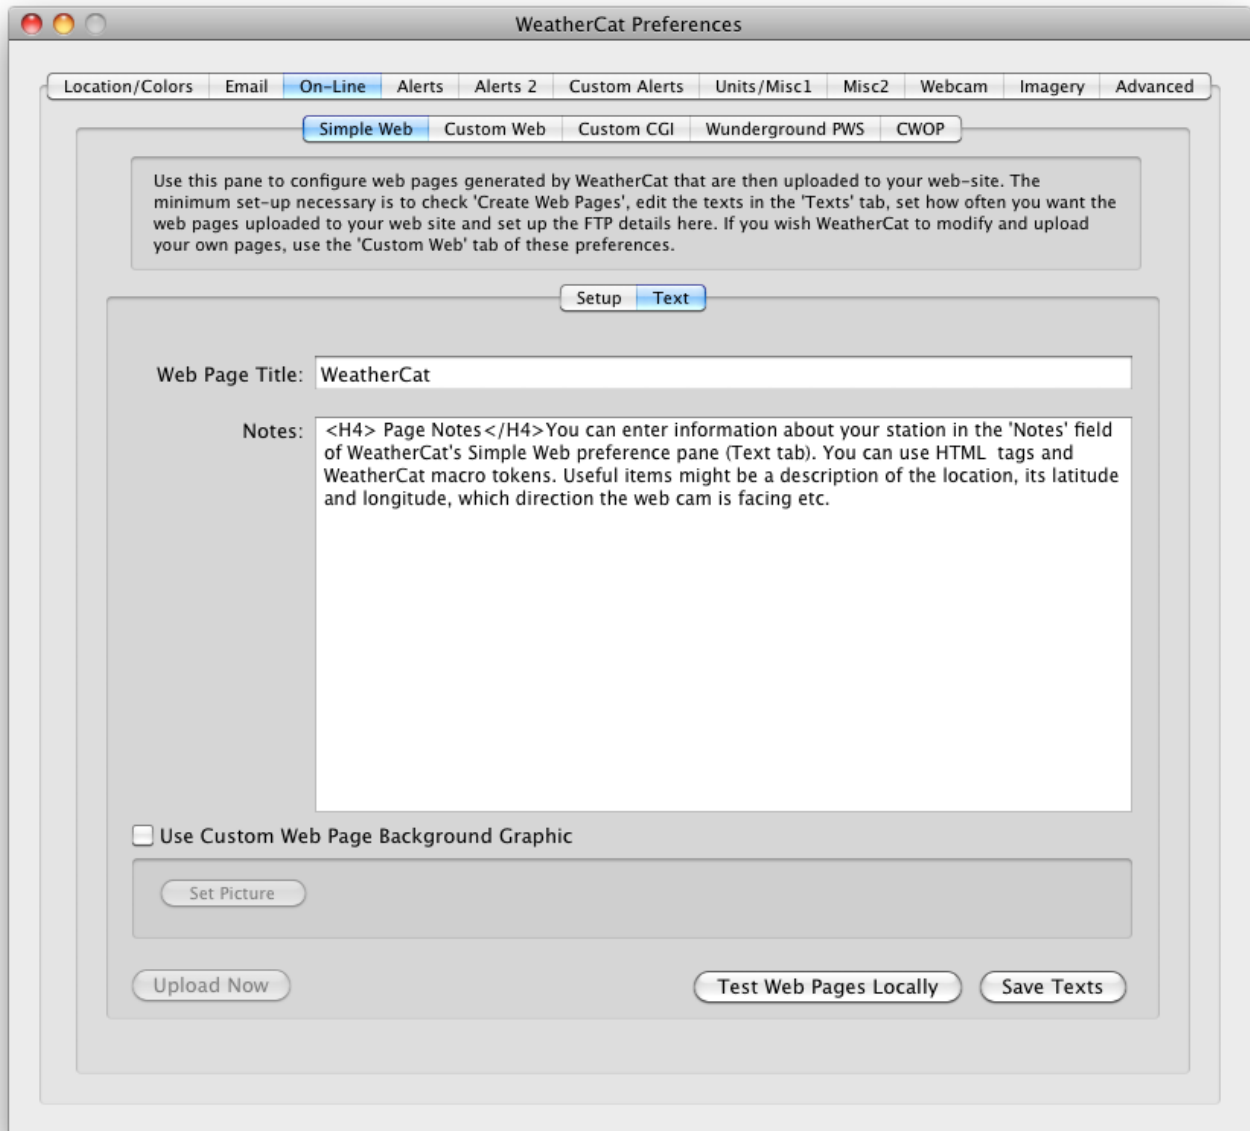 WeatherCat Preferences
Location/Colors Email On-Line Alerts Alerts 2 Custom Alerts Units/Misc1 Misc2 Webcam Imagery Advanced
Simple Web Custom Web Custom CGI Wunderground PWS CWOP
Use this pane to configure web pages generated by WeatherCat that are then uploaded to your web-site. The
minimum set-up necessary is to check 'Create Web Pages', edit the texts in the 'Texts' tab, set how often you want the
web pages uploaded to your web site and set up the FTP details here. If you wish WeatherCat to modify and upload
your own pages, use the 'Custom Web' tab of these preferences.
Setup Text
Web Page Title: WeatherCat
Notes: <H4> Page Notes</H4>You can enter information about your station in the 'Notes' field
of WeatherCat's Simple Web preference pane (Text tab). You can use HTML  tags and
WeatherCat macro tokens. Useful items might be a description of the location, its latitude
and longitude, which direction the web cam is facing etc.
Use Custom Web Page Background Graphic
Set Picture
Upload Now Test Web Pages Locally Save Texts